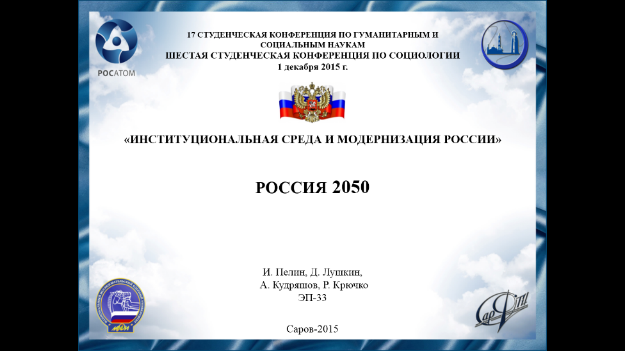 17 СТУДЕНЧЕСКАЯ КОНФЕРЕНЦИЯ ПО ГУМАНИТАРНЫМ И
СОЦИАЛЬНЫМ НАУКАМ
ШЕСТАЯ СТУДЕНЧЕСКАЯ КОНФЕРЕНЦИЯ ПО СОЦИОЛОГИИ
1 декабря 2015 г.
РОСАТОМ
«ИНСТИТУЦИОНАЛЬНАЯ СРЕДА И МОДЕРНИЗАЦИЯ РОССИИ»
РОССИЯ 2050
И. Пелин, Д. Лушкин,
А. Кудряшов, Р. Крючко
ЭП-33
СарФТИ
Саров-2015